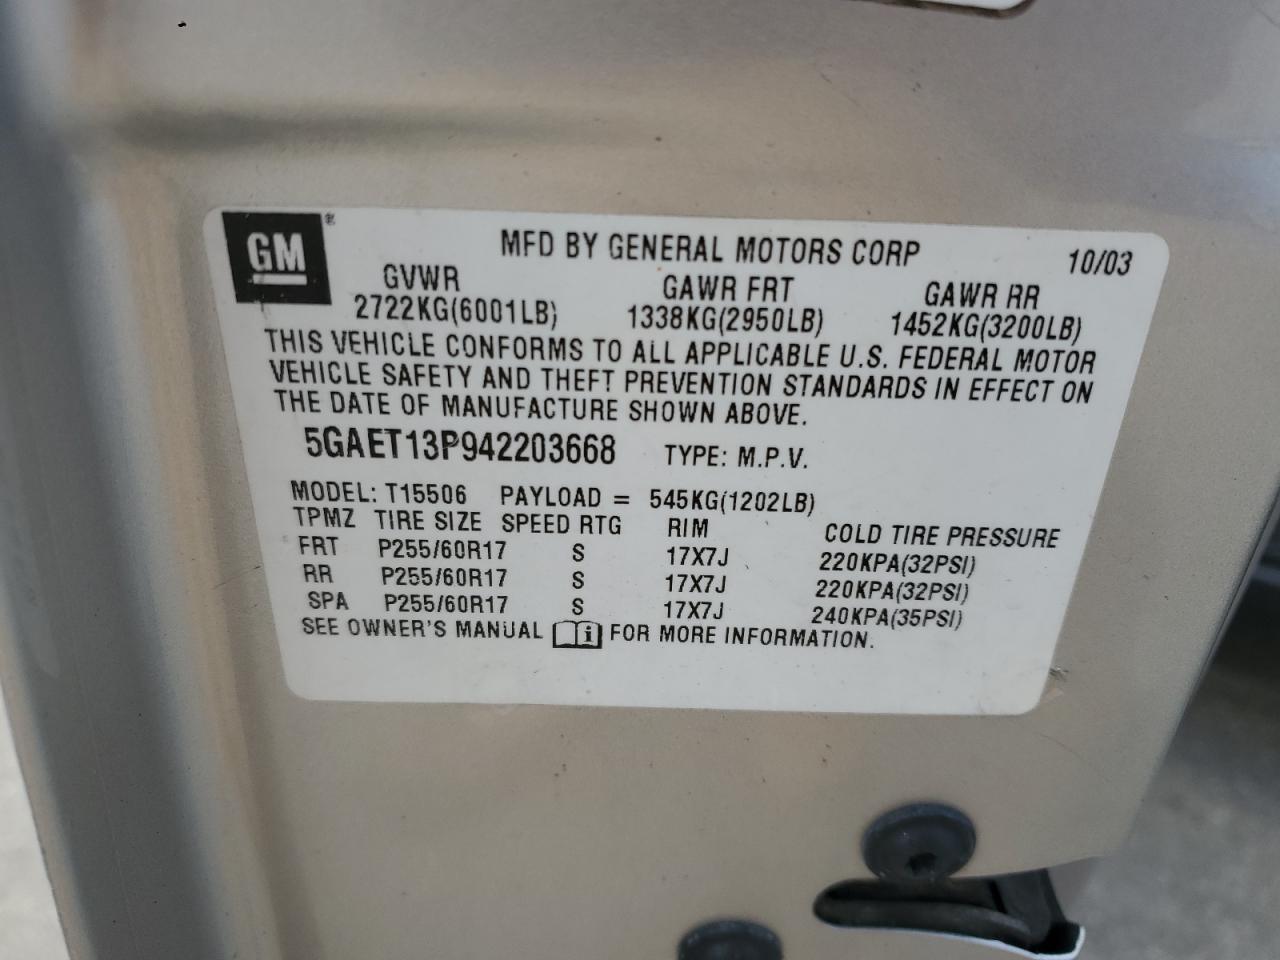 GM® MFD BY GENERAL MOTORS CORP 10/03
GVWR GAWR FRT GAWR RR
2722KG(6001LB) 1338KG(2950LB) 1452KG(3200LB)
THIS VEHICLE CONFORMS TO ALL APPLICABLE U.S. FEDERAL MOTOR
VEHICLE SAFETY AND THEFT PREVENTION STANDARDS IN EFFECT ON
THE DATE OF MANUFACTURE SHOWN ABOVE.
5GAET13P942203668 TYPE: M.P.V.
MODEL: T15506 PAYLOAD = 545KG(1202LB)
TPMZ TIRE SIZE SPEED RTG RIM COLD TIRE PRESSURE
FRT P255/60R17 S 17X7J 220KPA(32PSI)
RR P255/60R17 S 17X7J 220KPA(32PSI)
SPA P255/60R17 S 17X7J 240KPA(35PSI)
SEE OWNER'S MANUAL i FOR MORE INFORMATION.